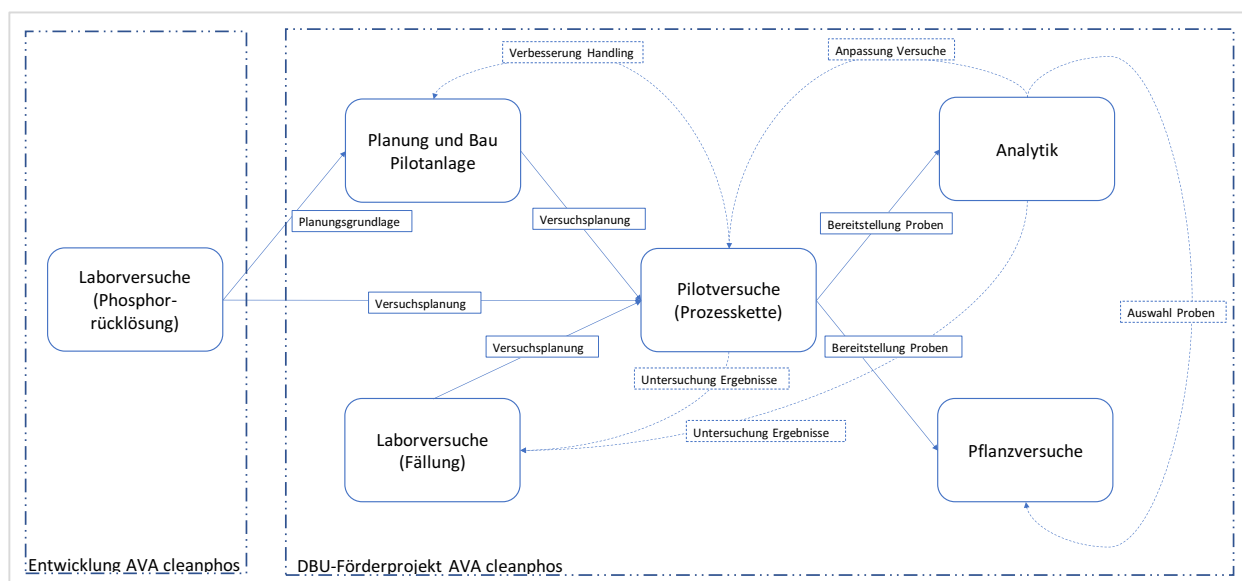 Verbesserung Handling
Anpassung Versuche
Planung und Bau
Pilotanlage
Analytik
Planungsgrundlage
Versuchsplanung
Bereitstellung Proben
Laborversuche
(Phosphor-
rücklösung)
Versuchsplanung
Pilotversuche
(Prozesskette)
Auswahl Proben
Versuchsplanung
Bereitstellung Proben
Untersuchung Ergebnisse
Laborversuche
(Fällung)
Untersuchung Ergebnisse
Pflanzversuche
Entwicklung AVA cleanphos
DBU-Förderprojekt AVA cleanphos